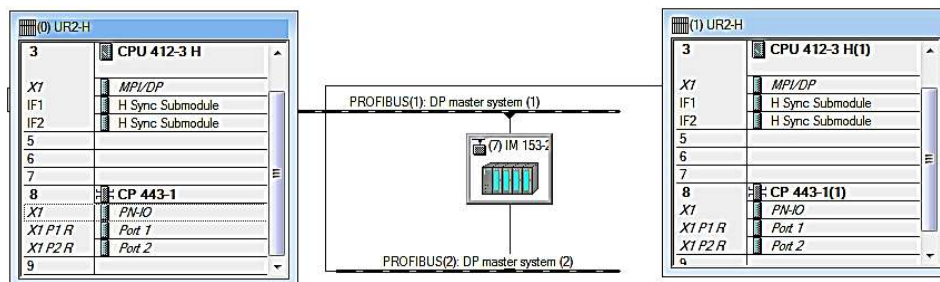 (0) UR2-H
3 CPU 412-3 H
X1 MPI/DP
IF1 H Sync Submodule
IF2 H Sync Submodule
5
6
7
8 CP 443-1
X1 PN-IO
X1 P1 R Port 1
X1 P2 R Port 2
9
PROFIBUS(1): DP master system (1)
(7) IM 153-2
PROFIBUS(2): DP master system (2)
(1) UR2-H
3 CPU 412-3 H(1)
X1 MPI/DP
IF1 H Sync Submodule
IF2 H Sync Submodule
5
6
7
8 CP 443-1(1)
X1 PN-IO
X1 P1 R Port 1
X1 P2 R Port 2
9